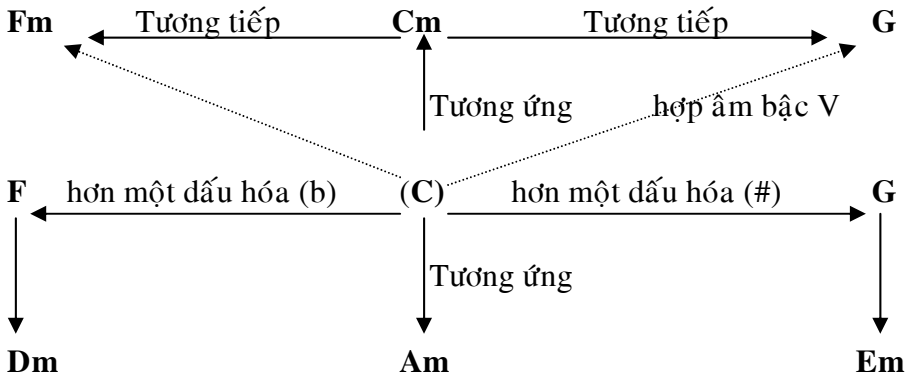 Fm Tương tiếp Cm Tương tiếp G
Tương ứng hợp âm bậc V
F hơn một dấu hóa (b) (C) hơn một dấu hóa (#) G
Tương ứng
Dm Am Em